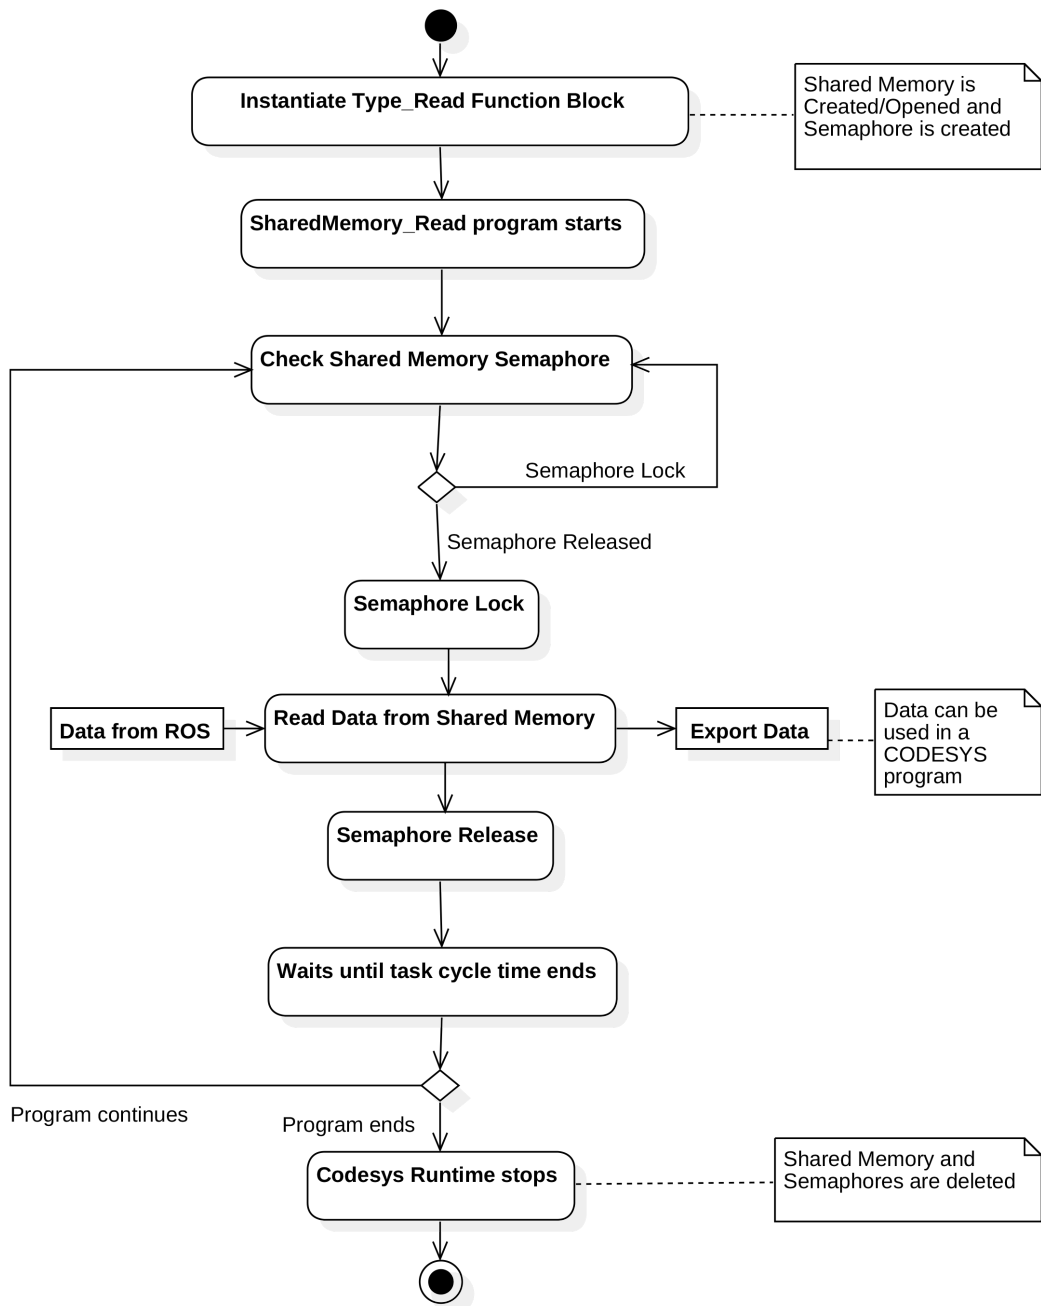 Instantiate Type_Read Function Block
Shared Memory is
Created/Opened and
Semaphore is created
SharedMemory_Read program starts
Check Shared Memory Semaphore
Semaphore Lock
Semaphore Released
Semaphore Lock
Data from ROS
Read Data from Shared Memory
Export Data
Data can be
used in a
CODESYS
program
Semaphore Release
Waits until task cycle time ends
Program continues
Program ends
Codesys Runtime stops
Shared Memory and
Semaphores are deleted